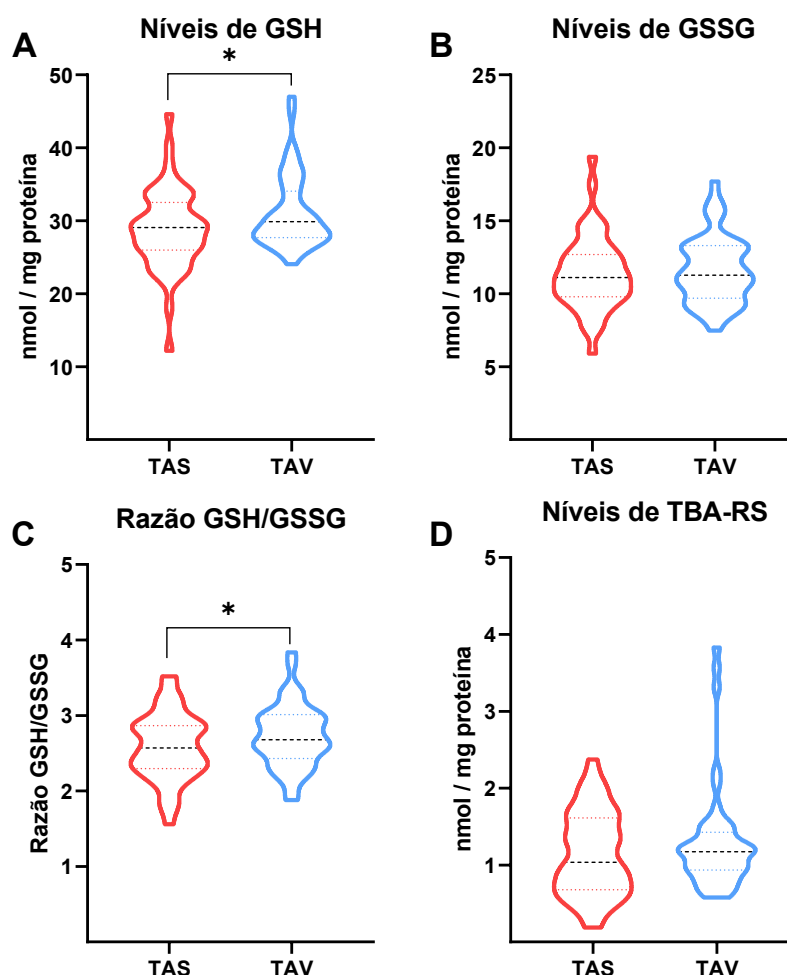 A
Níveis de GSH
nmol / mg proteína
50
40
30
20
10
*
TAS
TAV
B
Níveis de GSSG
nmol / mg proteína
25
20
15
10
5
TAS
TAV
C
Razão GSH/GSSG
Razão GSH/GSSG
5
4
3
2
1
*
TAS
TAV
D
Níveis de TBA-RS
nmol / mg proteína
5
4
3
2
1
TAS
TAV